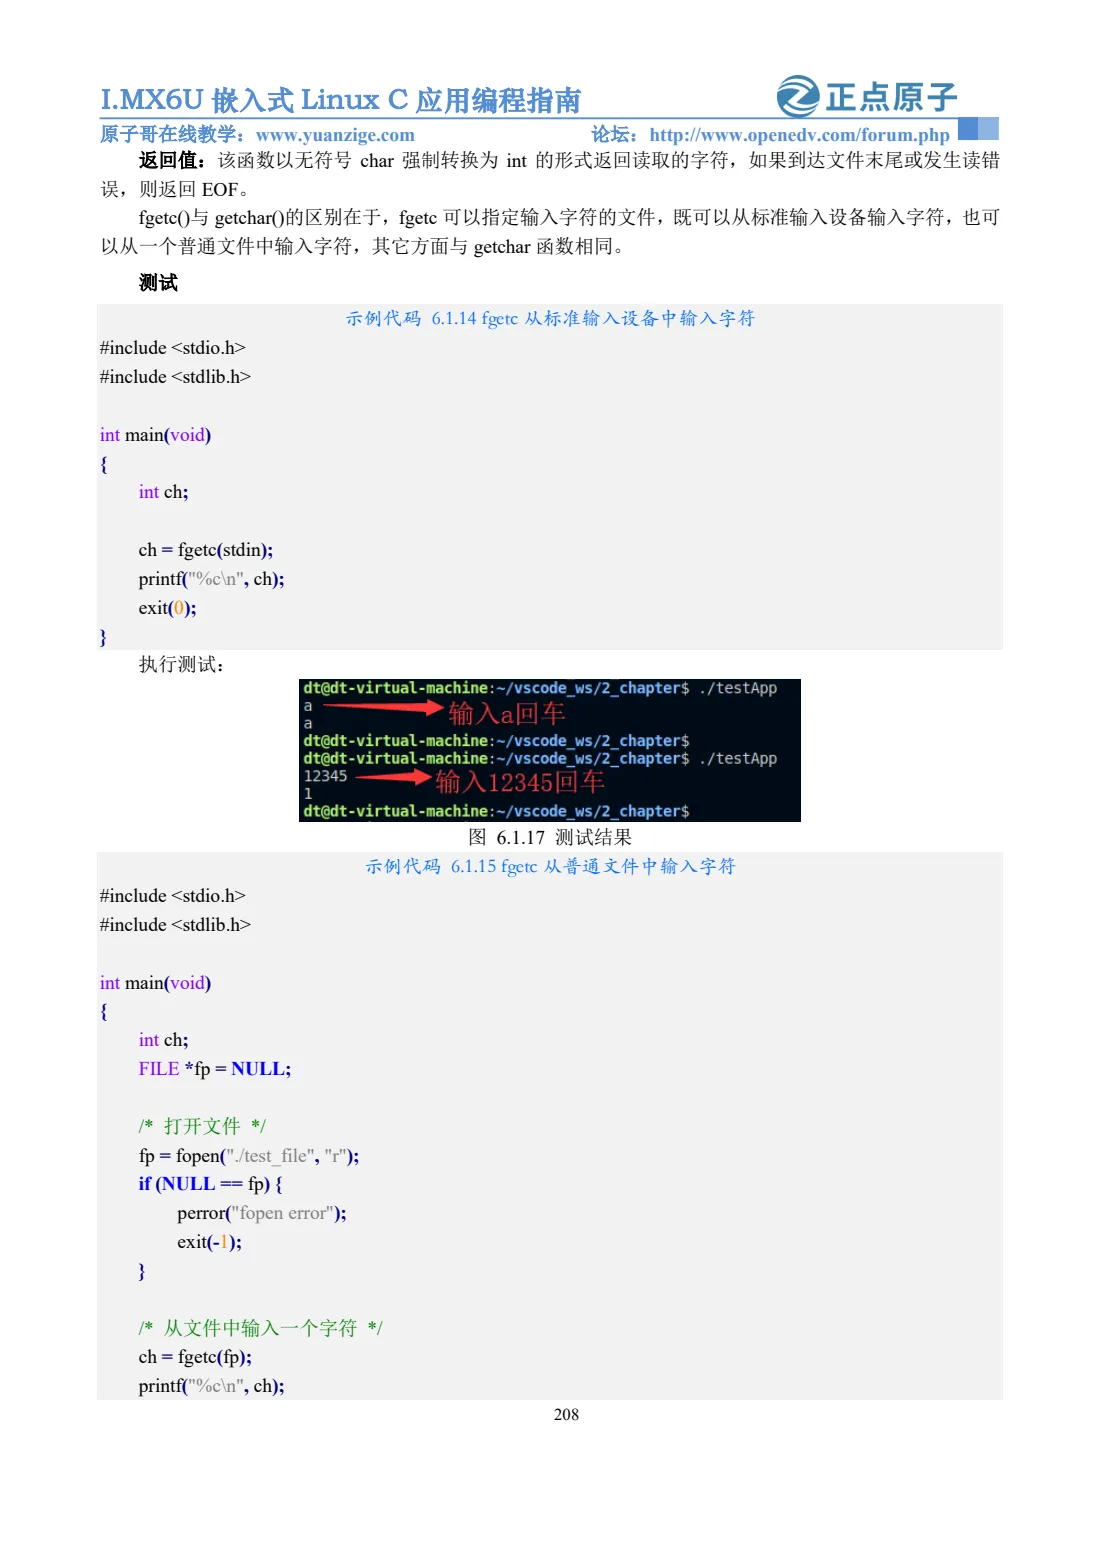 I.MX6U 嵌入式 Linux C 应用编程指南
正点原子
原子哥在线教学：www.yuanzige.com 论坛：http://www.openedv.com/forum.php
返回值：该函数以无符号 char 强制转换为 int 的形式返回读取的字符，如果到达文件末尾或发生读错
误，则返回 EOF。
fgetc()与 getchar()的区别在于，fgetc 可以指定输入字符的文件，既可以从标准输入设备输入字符，也可
以从一个普通文件中输入字符，其它方面与 getchar 函数相同。
测试
示例代码 6.1.14 fgetc 从标准输入设备中输入字符
#include <stdio.h>
#include <stdlib.h>
int main(void)
{
int ch;
ch = fgetc(stdin);
printf("%c\n", ch);
exit(0);
}
执行测试：
dt@dt-virtual-machine:~/vscode_ws/2_chapter$ ./testApp
a 输入a回车
a
dt@dt-virtual-machine:~/vscode_ws/2_chapter$
dt@dt-virtual-machine:~/vscode_ws/2_chapter$ ./testApp
12345 输入12345回车
1
dt@dt-virtual-machine:~/vscode_ws/2_chapter$
图 6.1.17 测试结果
示例代码 6.1.15 fgetc 从普通文件中输入字符
#include <stdio.h>
#include <stdlib.h>
int main(void)
{
int ch;
FILE *fp = NULL;
/* 打开文件 */
fp = fopen("./test_file", "r");
if (NULL == fp) {
perror("fopen error");
exit(-1);
}
/* 从文件中输入一个字符 */
ch = fgetc(fp);
printf("%c\n", ch);
208